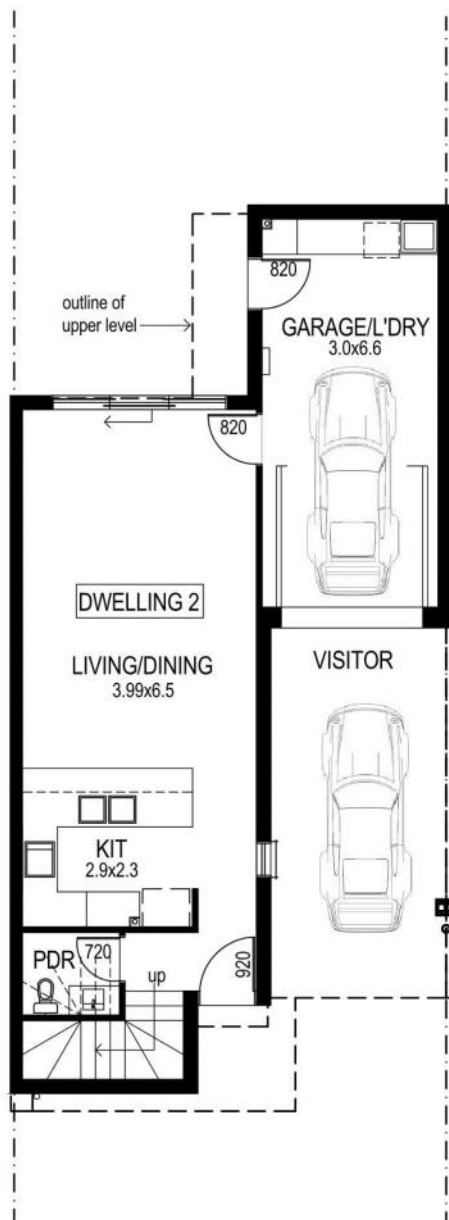 820
GARAGE/L'DRY
3.0x6.6
outline of
upper level
820
DWELLING 2
LIVING/DINING
3.99x6.5
VISITOR
KIT
2.9x2.3
PDR
720
920
up